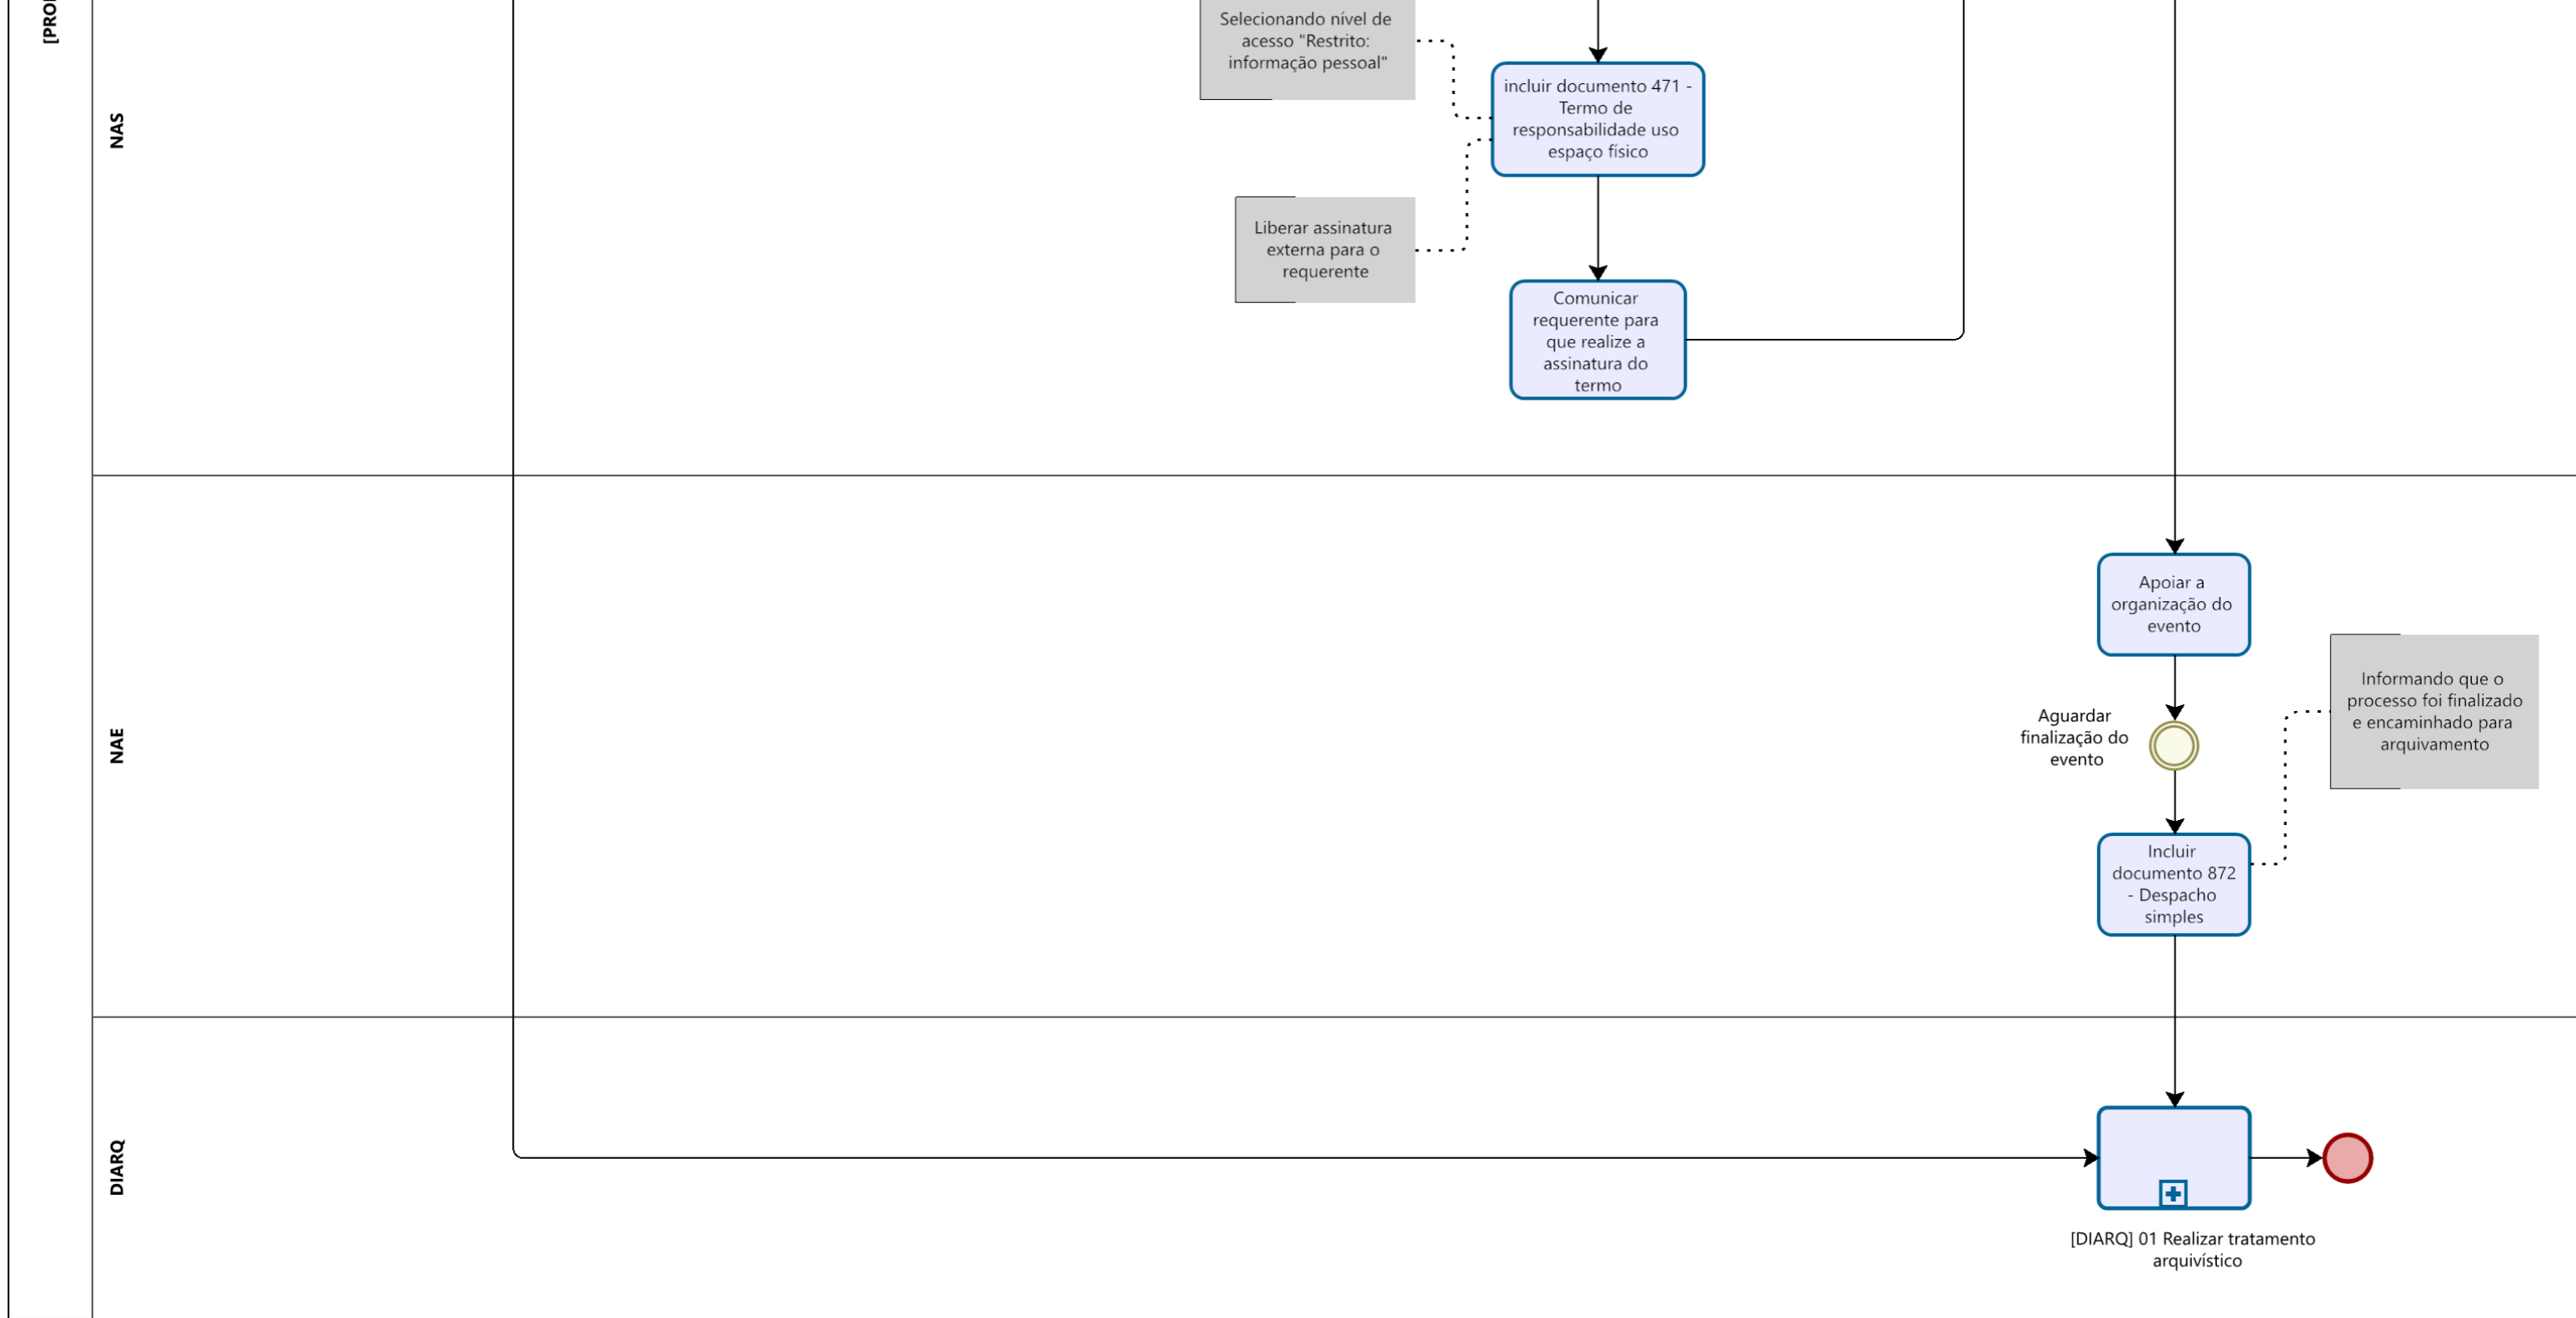 [PRO
NAS
Selecionando nível de
acesso "Restrito:
informação pessoal"
incluir documento 471 -
Termo de
responsabilidade uso
espaço físico
Liberar assinatura
externa para o
requerente
Comunicar
requerente para
que realize a
assinatura do
termo
NAE
Apoiar a
organização do
evento
Aguardar
finalização do
evento
Informando que o
processo foi finalizado
e encaminhado para
arquivamento
Incluir
documento 872
- Despacho
simples
DIARQ
[DIARQ] 01 Realizar tratamento
arquivístico